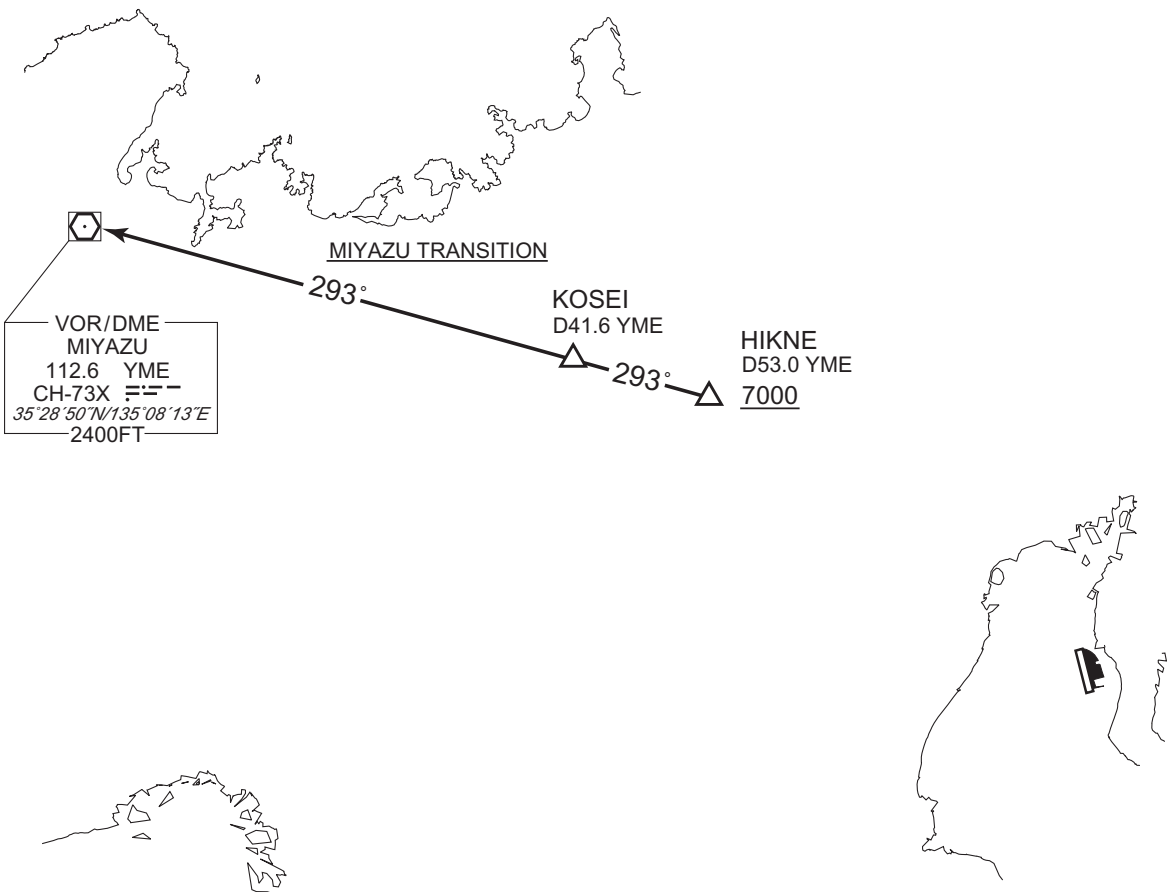 MIYAZU TRANSITION
293°
KOSEI
D41.6 YME
293°
HIKNE
D53.0 YME
7000
VOR/DME
MIYAZU
112.6 YME
CH-73X
35°28´50˝N/135°08´13˝E
2400FT